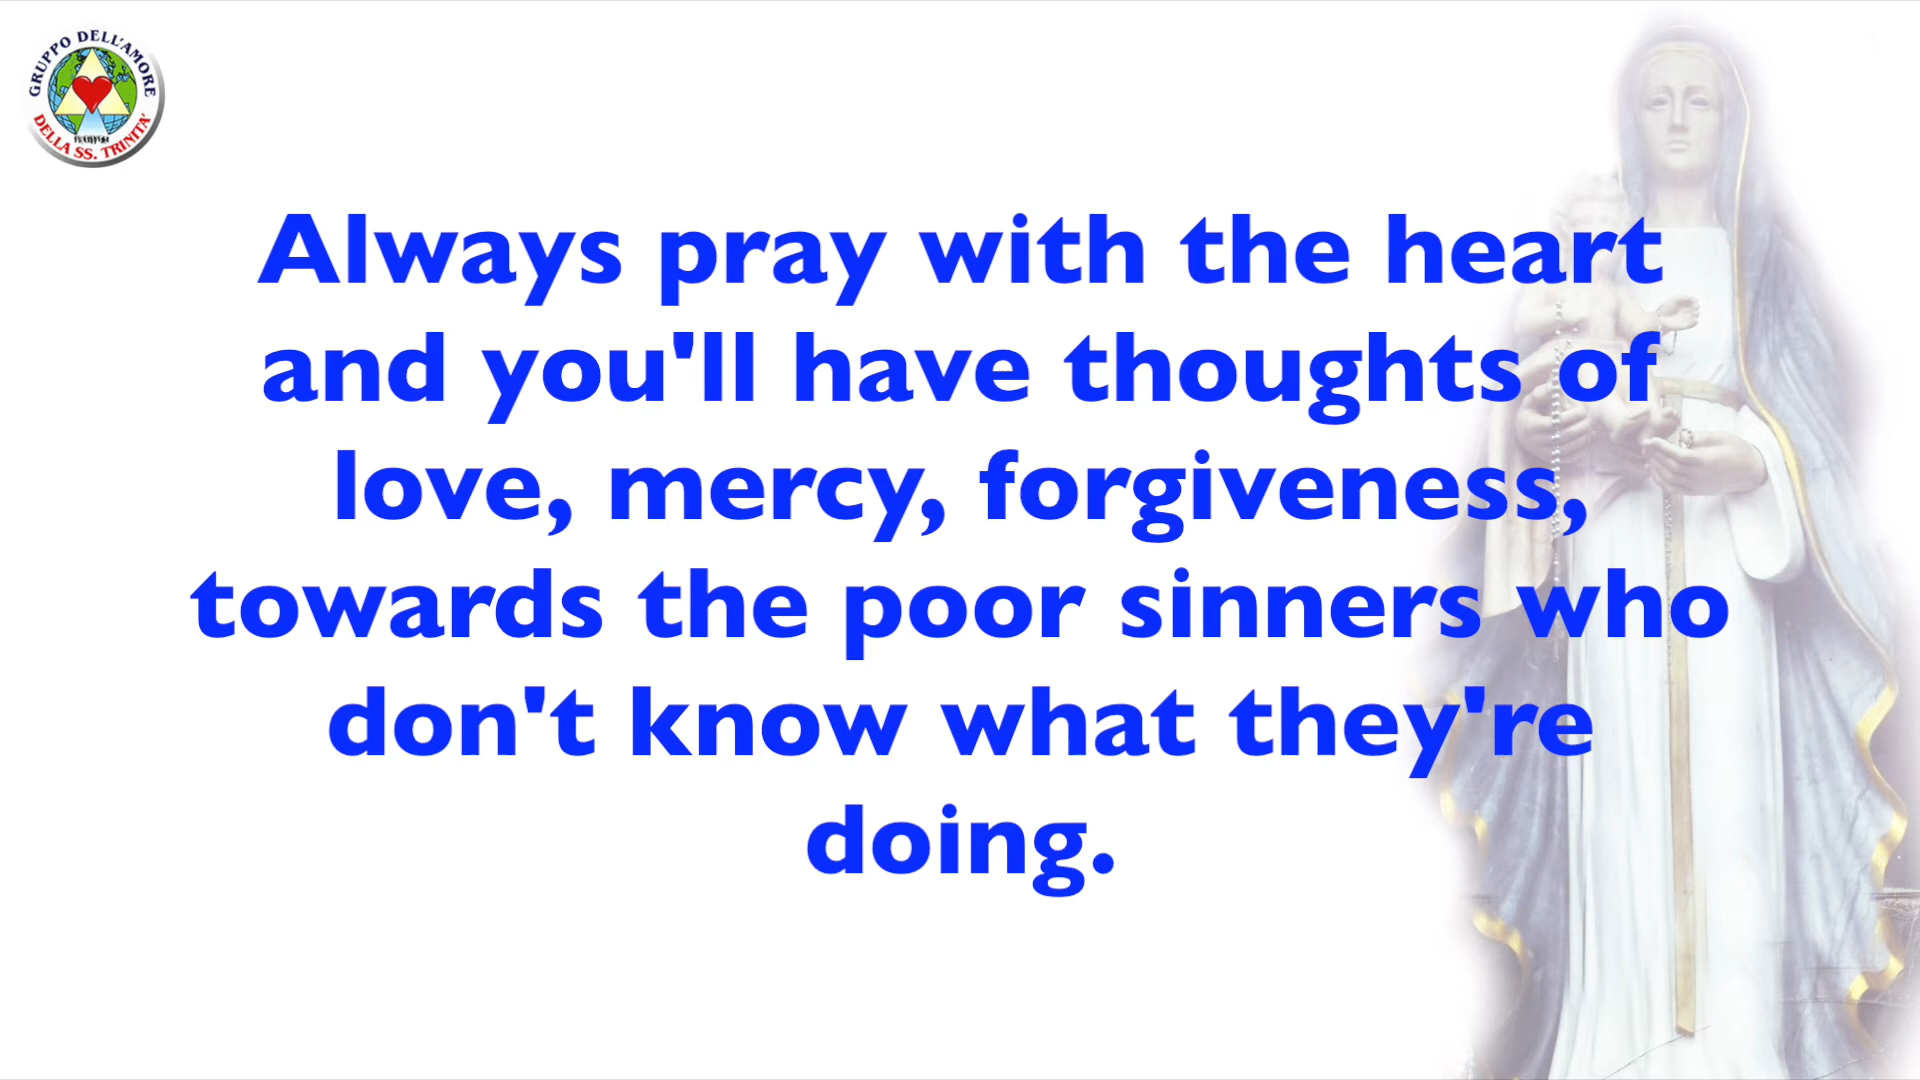 GRUPPO DELL'AMORE
DELLA SS. TRINITA'
Always pray with the heart
and you'll have thoughts of
love, mercy, forgiveness,
towards the poor sinners who
don't know what they're
doing.